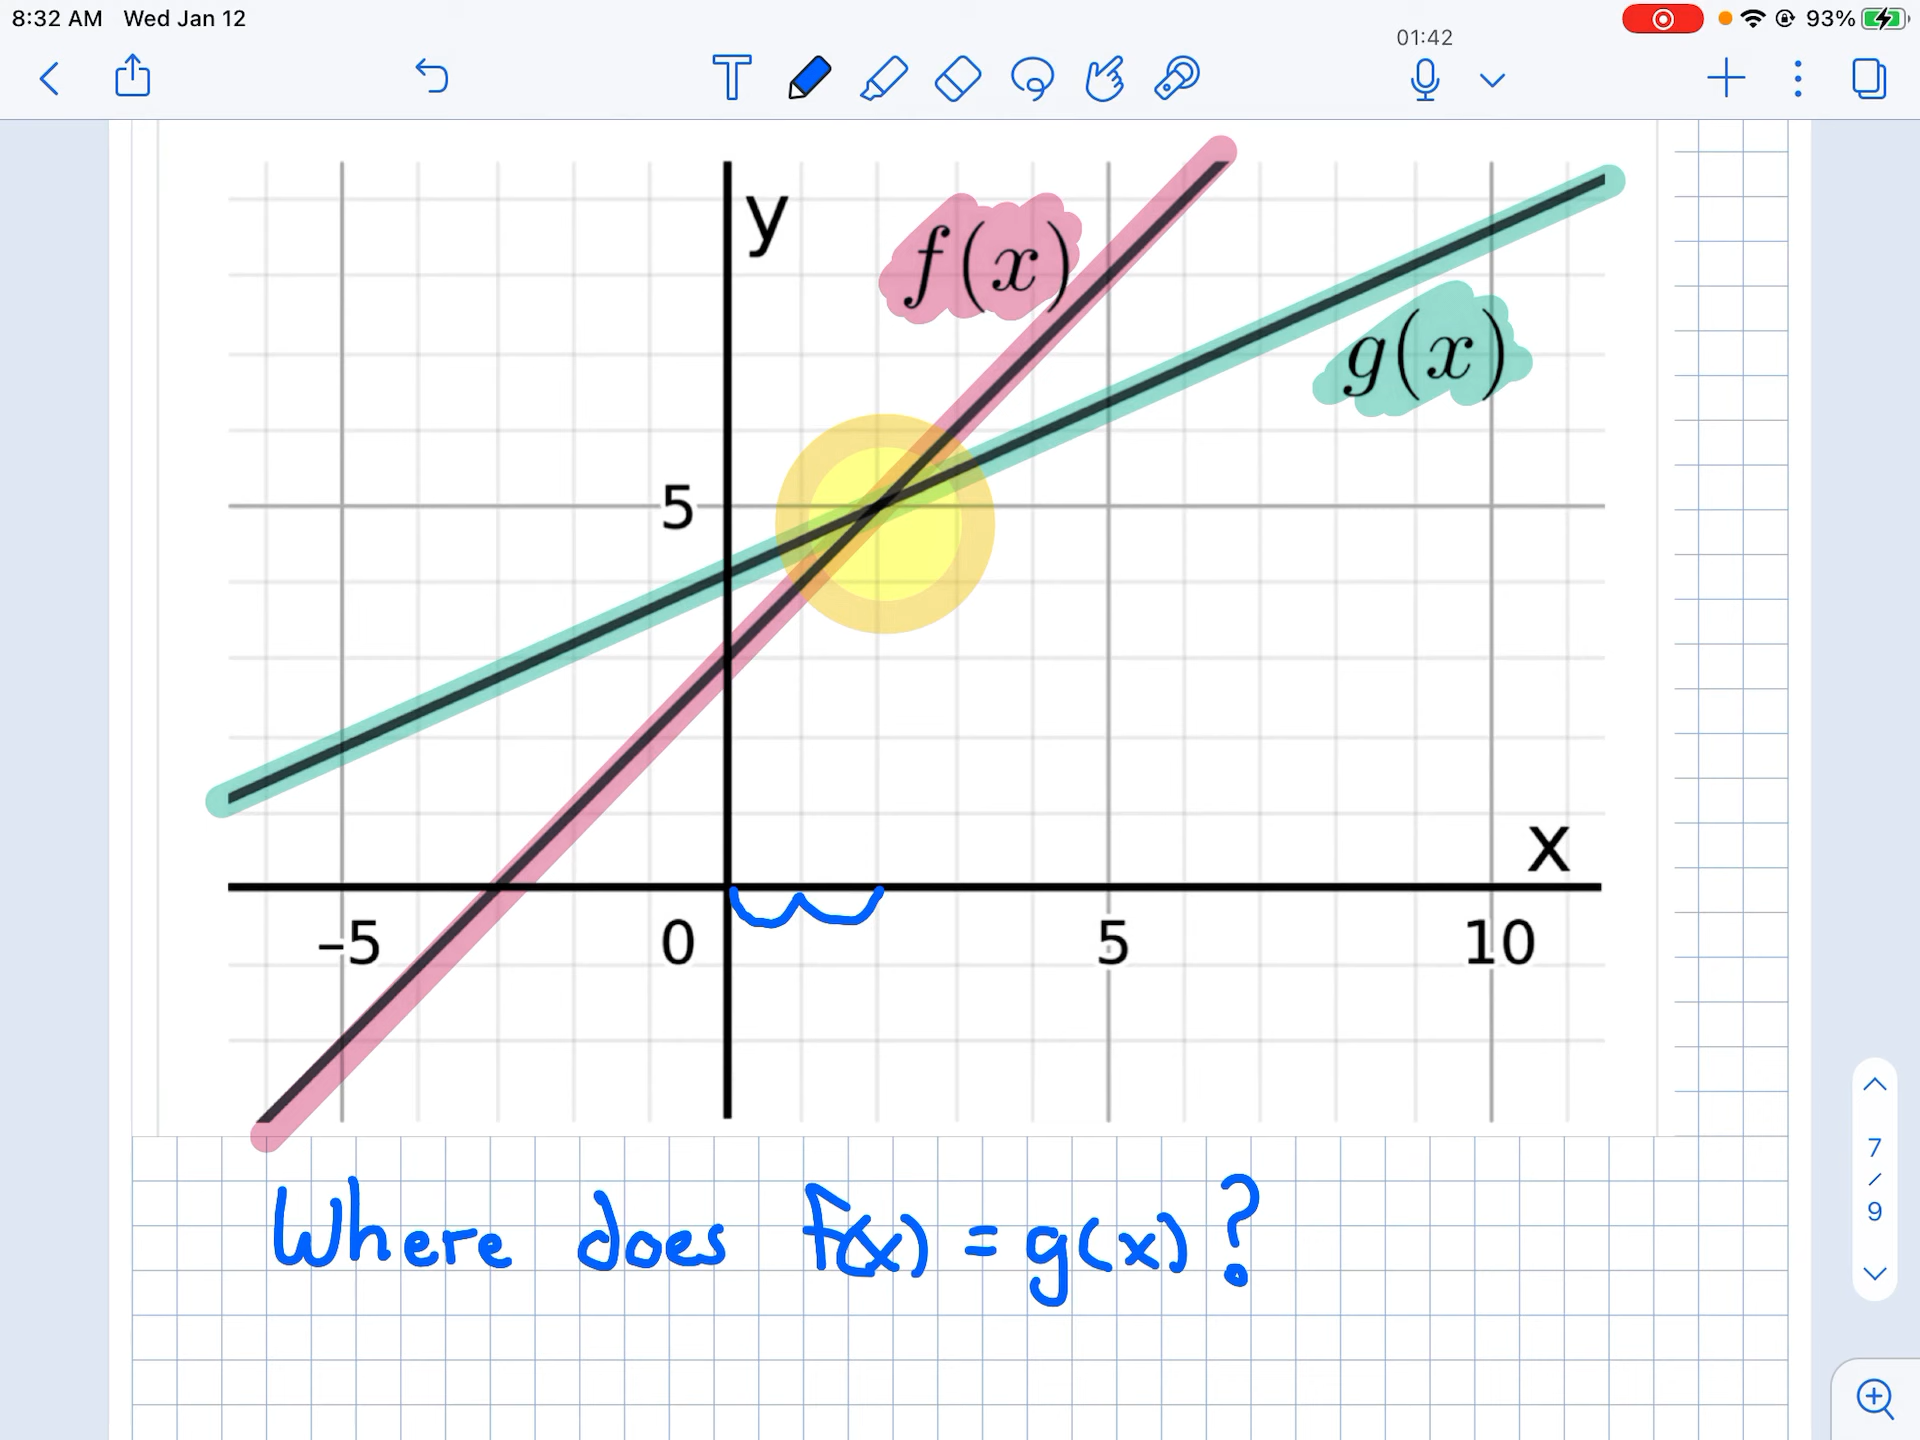 8:32 AM Wed Jan 12
93%
01:42
T
y
f(x)
g(x)
5
x
–5 0 5 10
7
/
9
Where does f(x) = g(x)?